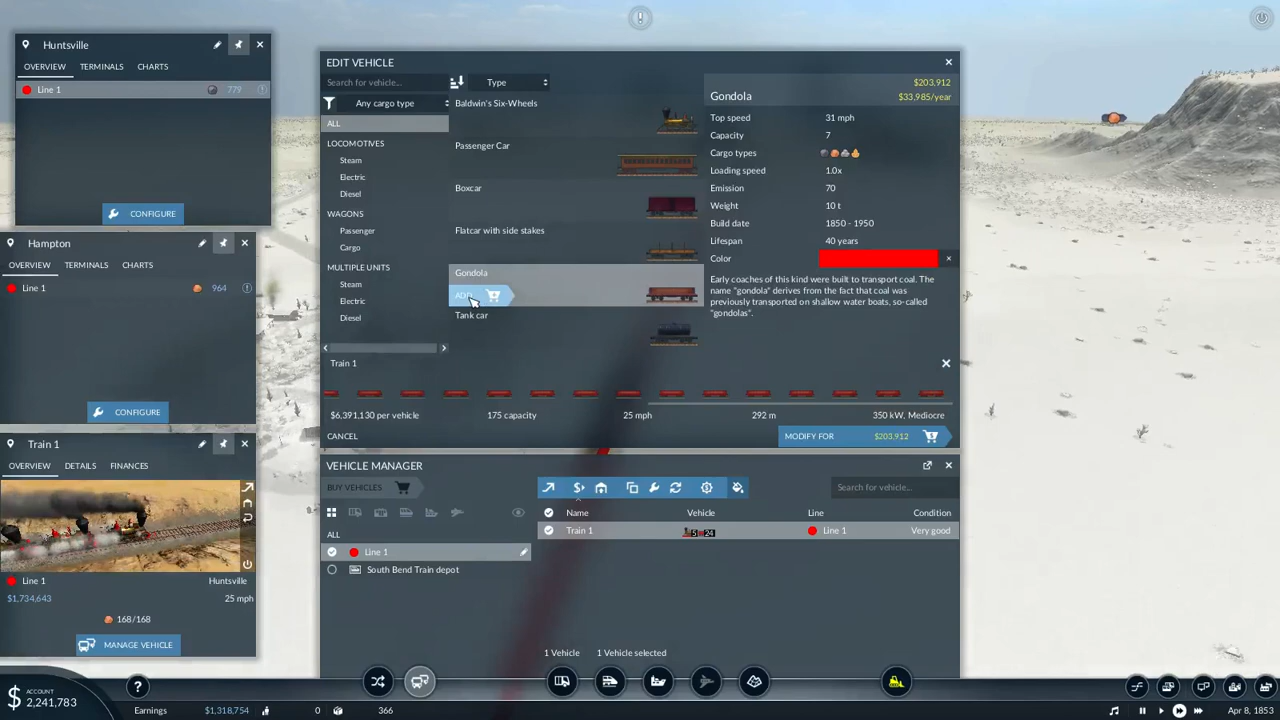 Huntsville
OVERVIEW TERMINALS CHARTS
Line 1 779
CONFIGURE
Hampton
OVERVIEW TERMINALS CHARTS
Line 1 964
CONFIGURE
Train 1
OVERVIEW DETAILS FINANCES
Line 1 Huntsville
$1,734,643 25 mph
168/168
MANAGE VEHICLE
EDIT VEHICLE
Search for vehicle... Type
Any cargo type
ALL
LOCOMOTIVES
Steam
Electric
Diesel
WAGONS
Passenger
Cargo
MULTIPLE UNITS
Steam
Electric
Diesel
Baldwin's Six-Wheels
Passenger Car
Boxcar
Flatcar with side stakes
Gondola
ADD
Tank car
$203,912
Gondola $33,985/year
Top speed 31 mph
Capacity 7
Cargo types
Loading speed 1.0x
Emission 70
Weight 10 t
Build date 1850 - 1950
Lifespan 40 years
Color
Early coaches of this kind were built to transport coal. The
name "gondola" derives from the fact that coal was
previously transported on shallow water boats, so-called
"gondolas".
Train 1
$6,391,130 per vehicle 175 capacity 25 mph 292 m 350 kW, Mediocre
CANCEL MODIFY FOR $203,912
VEHICLE MANAGER
BUY VEHICLES Search for vehicle...
Name Vehicle Line Condition
ALL
Train 1 5 24 Line 1 Very good
Line 1
South Bend Train depot
1 Vehicle 1 Vehicle selected
$ ACCOUNT
2,241,783
?
Earnings $1,318,754 0 366 Apr 8, 1853